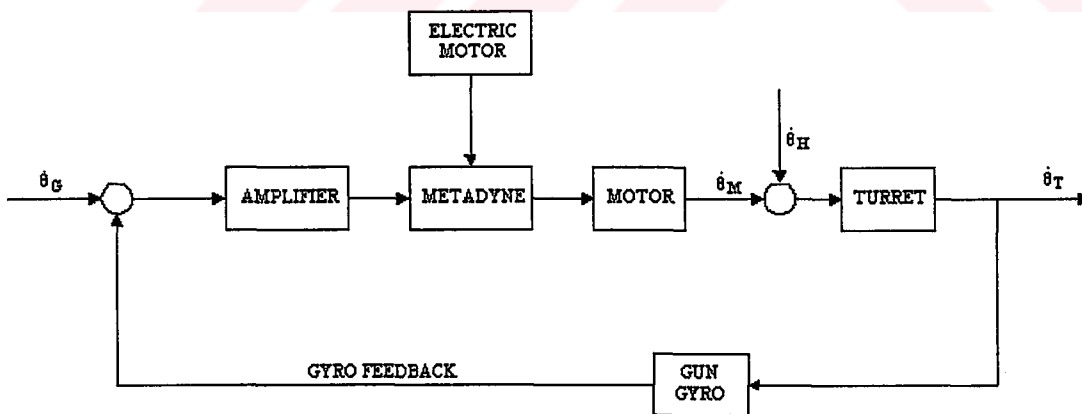 ELECTRIC
MOTOR
θ̇H
θ̇G
AMPLIFIER
METADYNE
MOTOR
θ̇M
TURRET
θ̇T
GYRO FEEDBACK
GUN
GYRO